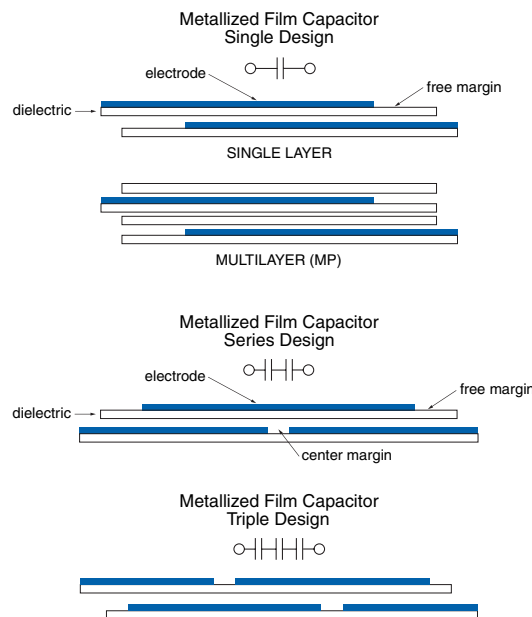 Metallized Film Capacitor
Single Design
electrode
free margin
dielectric
SINGLE LAYER
MULTILAYER (MP)
Metallized Film Capacitor
Series Design
electrode
free margin
dielectric
center margin
Metallized Film Capacitor
Triple Design